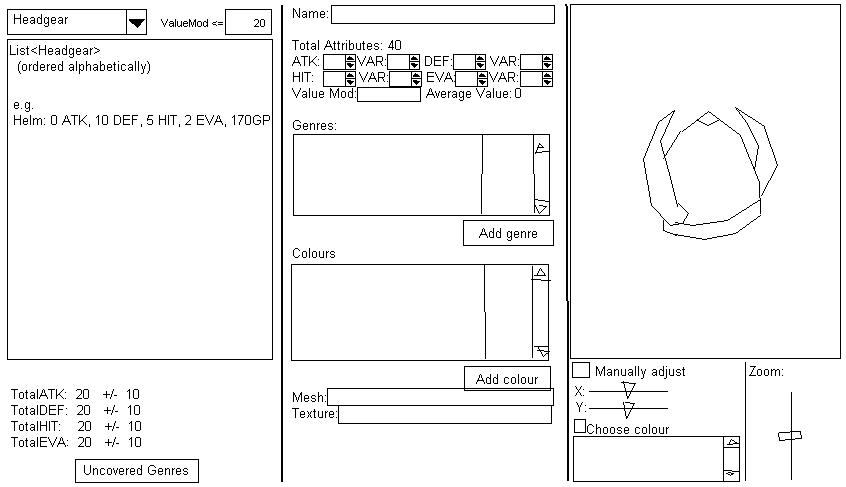 Headgear
ValueMod <= 20
List<Headgear>
(ordered alphabetically)
e.g.
Helm: 0 ATK, 10 DEF, 5 HIT, 2 EVA, 170GP
TotalATK: 20 +/- 10
TotalDEF: 20 +/- 10
TotalHIT: 20 +/- 10
TotalEVA: 20 +/- 10
Uncovered Genres
Name:
Total Attributes: 40
ATK: VAR: DEF: VAR:
HIT: VAR: EVA: VAR:
Value Mod: Average Value: 0
Genres:
Add genre
Colours
Add colour
Mesh:
Texture:
Manually adjust
X:
Y:
Choose colour
Zoom: